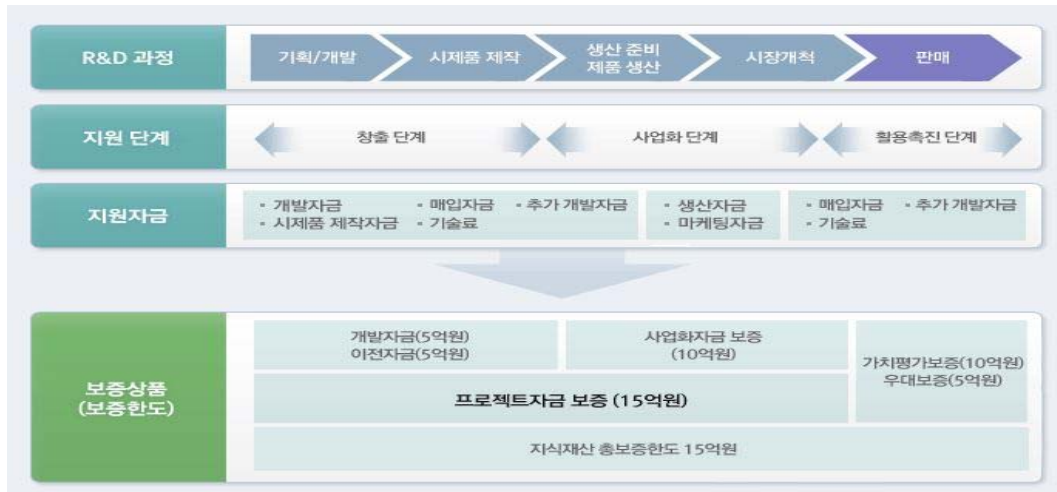 R&D 과정
기획/개발
시제품 제작
생산 준비
제품 생산
시장개척
판매
지원 단계
창출 단계
사업화 단계
활용촉진 단계
지원자금
▪ 개발자금 ▪ 매입자금 ▪ 추가 개발자금
▪ 시제품 제작자금 ▪ 기술료
▪ 생산자금
▪ 마케팅자금
▪ 매입자금 ▪ 추가 개발자금
▪ 기술료
보증상품
(보증한도)
개발자금(5억원)
이전자금(5억원)
사업화자금 보증
(10억원)
가치평가보증(10억원)
우대보증(5억원)
프로젝트자금 보증 (15억원)
지식재산 총보증한도 15억원